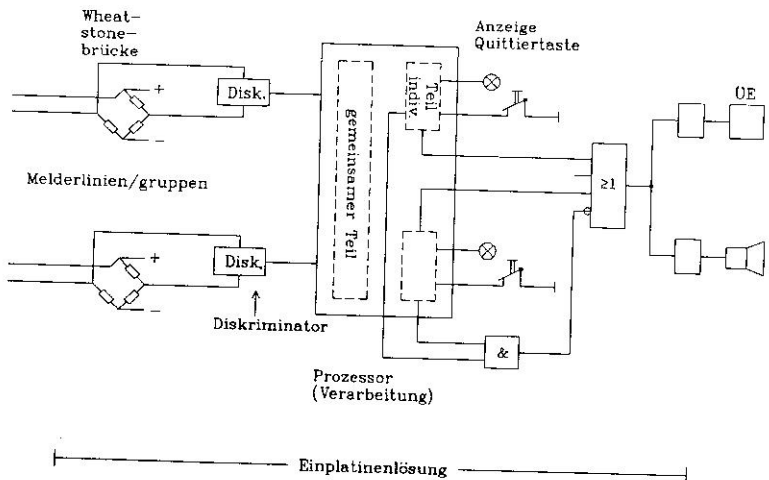 Wheat-
stone-
brücke
Anzeige
Quittiertaste
+
Disk.
Teil
indiv.
ÜE
−
gemeinsamer Teil
Melderlinien/gruppen
≥1
+
Disk.
−
Diskriminator
&
Prozessor
(Verarbeitung)
Einplatinenlösung